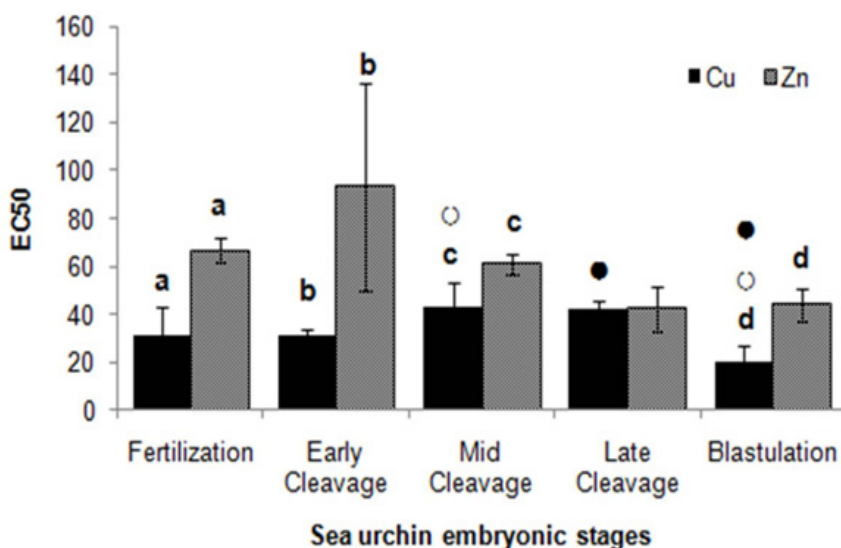 160
140
120
100
80
60
40
20
0
EC50
Cu Zn
a a b b c c d d
Fertilization
Early
Cleavage
Mid
Cleavage
Late
Cleavage
Blastulation
Sea urchin embryonic stages